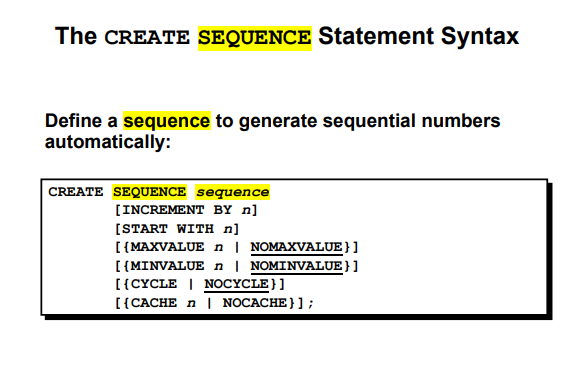 The CREATE SEQUENCE Statement Syntax
Define a sequence to generate sequential numbers
automatically:
CREATE SEQUENCE sequence
[INCREMENT BY n]
[START WITH n]
[{MAXVALUE n | NOMAXVALUE}]
[{MINVALUE n | NOMINVALUE}]
[{CYCLE | NOCYCLE}]
[{CACHE n | NOCACHE}];